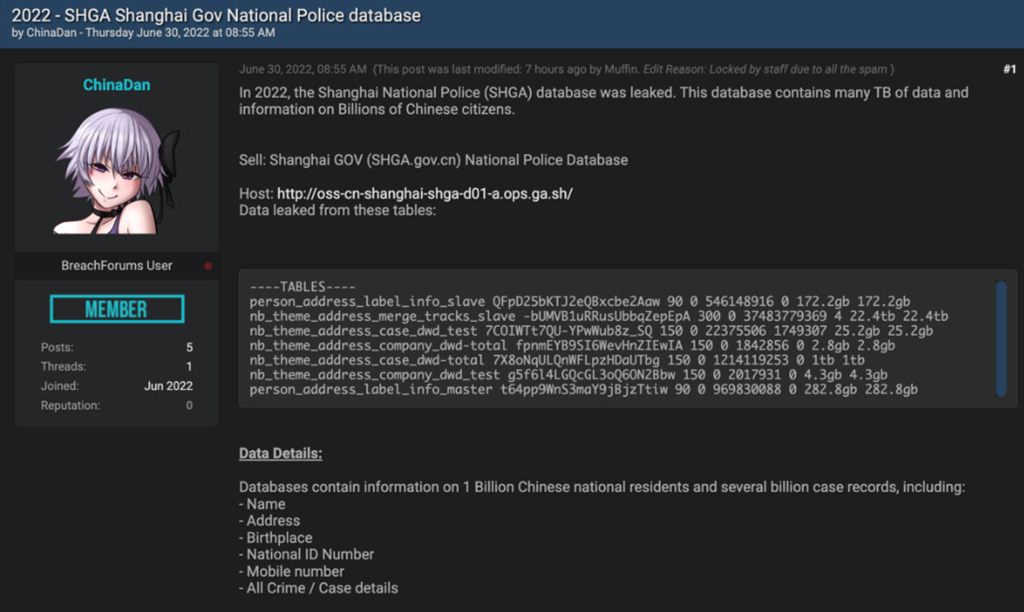 2022 - SHGA Shanghai Gov National Police database
by ChinaDan - Thursday June 30, 2022 at 08:55 AM
ChinaDan
BreachForums User
MEMBER
Posts: 5
Threads: 1
Joined: Jun 2022
Reputation: 0
June 30, 2022, 08:55 AM (This post was last modified: 7 hours ago by Muffin. Edit Reason: Locked by staff due to all the spam ) #1
In 2022, the Shanghai National Police (SHGA) database was leaked. This database contains many TB of data and
information on Billions of Chinese citizens.
Sell: Shanghai GOV (SHGA.gov.cn) National Police Database
Host: http://oss-cn-shanghai-shga-d01-a.ops.ga.sh/
Data leaked from these tables:
----TABLES----
person_address_label_info_slave QFpD25bKTJ2eQBxcbe2Aaw 90 0 546148916 0 172.2gb 172.2gb
nb_theme_address_merge_tracks_slave -bUMVB1uRRusUbbqZepEpA 300 0 37483779369 4 22.4tb 22.4tb
nb_theme_address_case_dwd_test 7COIWTt7QU-YPwWub8z_SQ 150 0 22375506 1749307 25.2gb 25.2gb
nb_theme_address_company_dwd-total fpnmEYB9SI6WevHnZIEwIA 150 0 1842856 0 2.8gb 2.8gb
nb_theme_address_case_dwd-total 7X8oNqULQnWFLpzHDaUTbg 150 0 1214119253 0 1tb 1tb
nb_theme_address_company_dwd_test g5f6l4LGQcGL3oQ6ON2Bbw 150 0 2017931 0 4.3gb 4.3gb
person_address_label_info_master t64pp9WnS3maY9jBjzTtiw 90 0 969830088 0 282.8gb 282.8gb
Data Details:
Databases contain information on 1 Billion Chinese national residents and several billion case records, including:
- Name
- Address
- Birthplace
- National ID Number
- Mobile number
- All Crime / Case details